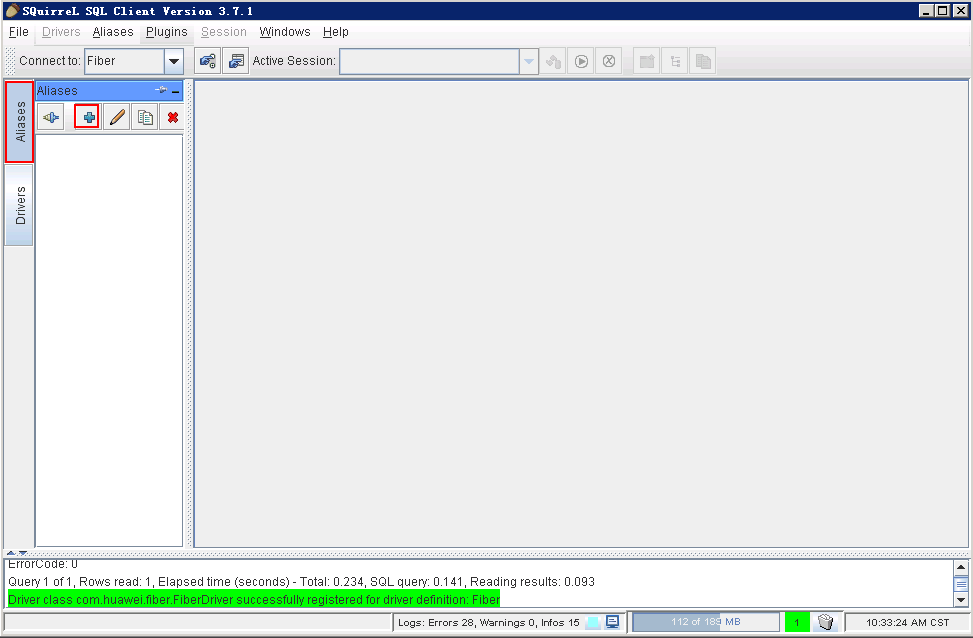 SQuirreL SQL Client Version 3.7.1
File Drivers Aliases Plugins Session Windows Help
Connect to: Fiber Active Session:
Aliases
Aliases
Drivers
ErrorCode: 0
Query 1 of 1, Rows read: 1, Elapsed time (seconds) - Total: 0.234, SQL query: 0.141, Reading results: 0.093
Driver class com.huawei.fiber.FiberDriver successfully registered for driver definition: Fiber
Logs: Errors 28, Warnings 0, Infos 15 112 of 189 MB 1 10:33:24 AM CST